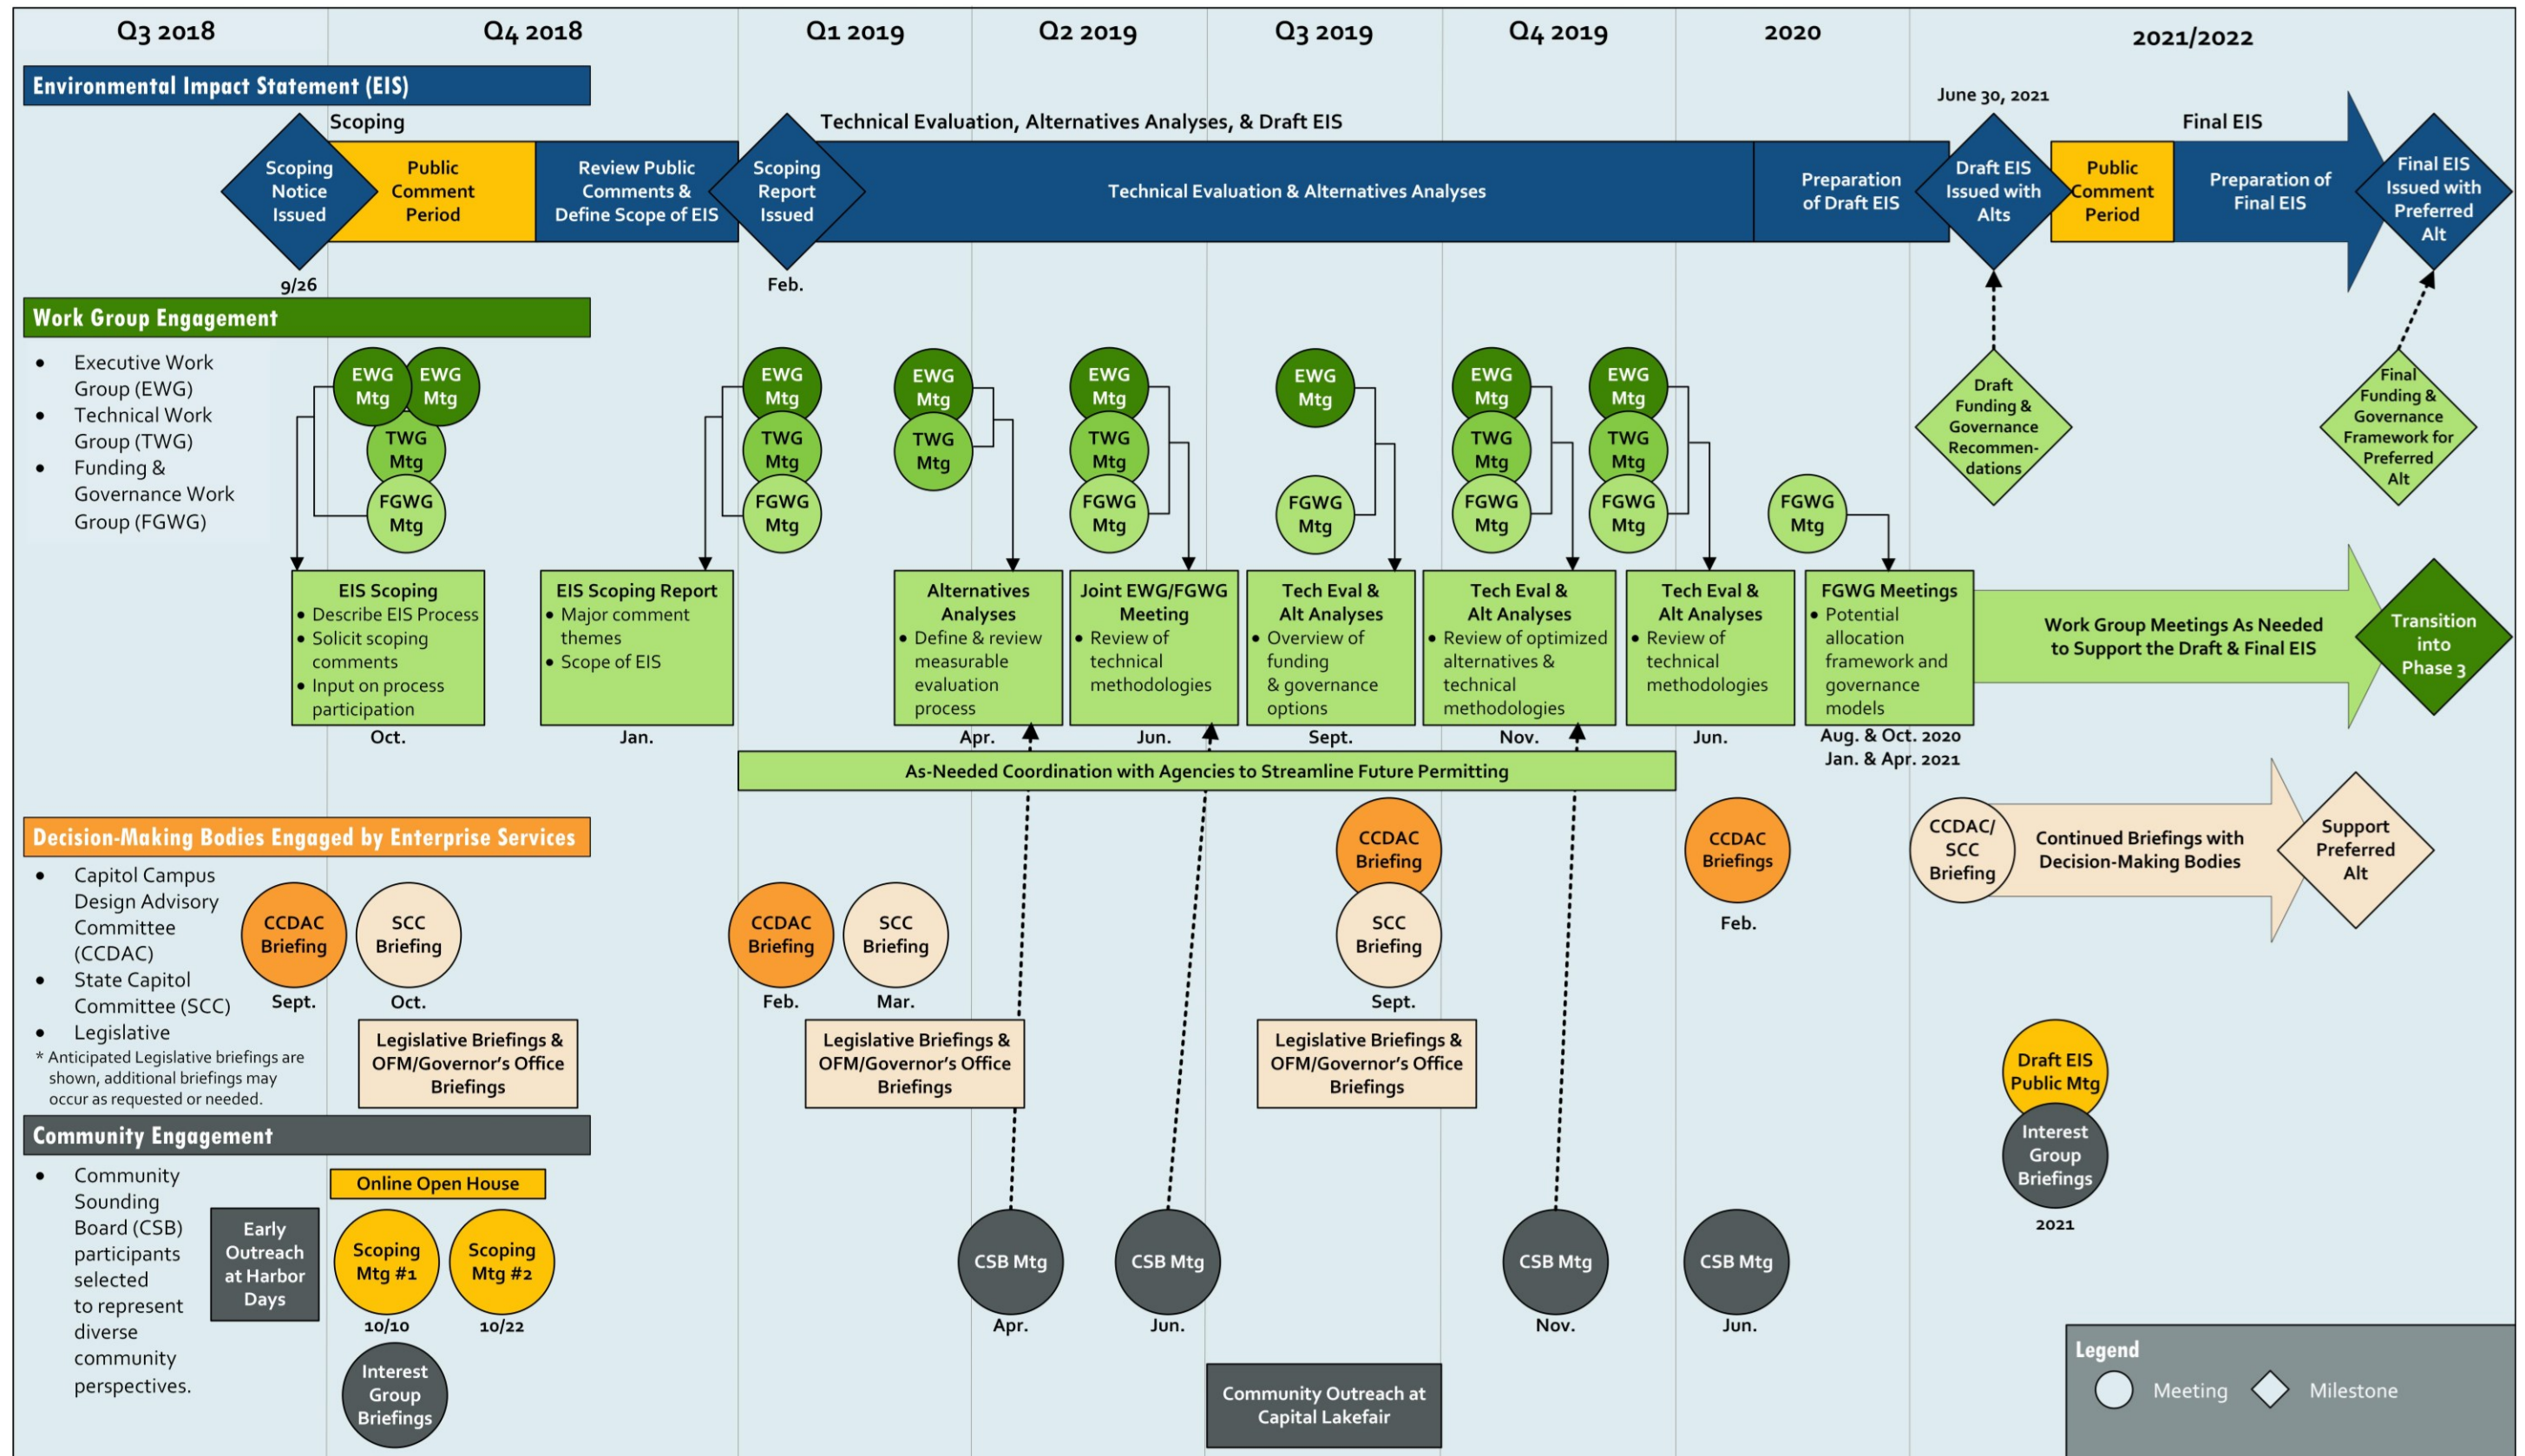 Q3 2018
Q4 2018
Q1 2019
Q2 2019
Q3 2019
Q4 2019
2020
2021/2022
Environmental Impact Statement (EIS)
Scoping
Technical Evaluation, Alternatives Analyses, & Draft EIS
June 30, 2021
Final EIS
Scoping
Notice
Issued
9/26
Public
Comment
Period
Review Public
Comments &
Define Scope of EIS
Scoping
Report
Issued
Feb.
Technical Evaluation & Alternatives Analyses
Preparation
of Draft EIS
Draft EIS
Issued with
Alts
Public
Comment
Period
Preparation of
Final EIS
Final EIS
Issued with
Preferred
Alt
Work Group Engagement
• Executive Work
Group (EWG)
• Technical Work
Group (TWG)
• Funding &
Governance Work
Group (FGWG)
EWG
Mtg
EWG
Mtg
TWG
Mtg
FGWG
Mtg
EWG
Mtg
TWG
Mtg
FGWG
Mtg
EWG
Mtg
TWG
Mtg
EWG
Mtg
TWG
Mtg
FGWG
Mtg
EWG
Mtg
FGWG
Mtg
EWG
Mtg
TWG
Mtg
FGWG
Mtg
EWG
Mtg
TWG
Mtg
FGWG
Mtg
FGWG
Mtg
Draft
Funding &
Governance
Recommen-
dations
Final
Funding &
Governance
Framework for
Preferred
Alt
EIS Scoping
• Describe EIS Process
• Solicit scoping
comments
• Input on process
participation
Oct.
EIS Scoping Report
• Major comment
themes
• Scope of EIS
Jan.
Alternatives
Analyses
• Define & review
measurable
evaluation
process
Apr.
Joint EWG/FGWG
Meeting
• Review of
technical
methodologies
Jun.
Tech Eval &
Alt Analyses
• Overview of
funding
& governance
options
Sept.
Tech Eval &
Alt Analyses
• Review of optimized
alternatives &
technical
methodologies
Nov.
Tech Eval &
Alt Analyses
• Review of
technical
methodologies
Jun.
FGWG Meetings
• Potential
allocation
framework and
governance
models
Aug. & Oct. 2020
Jan. & Apr. 2021
Work Group Meetings As Needed
to Support the Draft & Final EIS
Transition
into
Phase 3
As-Needed Coordination with Agencies to Streamline Future Permitting
Decision-Making Bodies Engaged by Enterprise Services
• Capitol Campus
Design Advisory
Committee
(CCDAC)
• State Capitol
Committee (SCC)
• Legislative
* Anticipated Legislative briefings are
shown, additional briefings may
occur as requested or needed.
CCDAC
Briefing
Sept.
SCC
Briefing
Oct.
Legislative Briefings &
OFM/Governor's Office
Briefings
CCDAC
Briefing
Feb.
SCC
Briefing
Mar.
Legislative Briefings &
OFM/Governor's Office
Briefings
CCDAC
Briefing
SCC
Briefing
Sept.
Legislative Briefings &
OFM/Governor's Office
Briefings
CCDAC
Briefings
Feb.
CCDAC/
SCC
Briefing
Continued Briefings with
Decision-Making Bodies
Support
Preferred
Alt
Community Engagement
• Community
Sounding
Board (CSB)
participants
selected
to represent
diverse
community
perspectives.
Early
Outreach
at Harbor
Days
Online Open House
Scoping
Mtg #1
10/10
Scoping
Mtg #2
10/22
Interest
Group
Briefings
CSB Mtg
Apr.
CSB Mtg
Jun.
Community Outreach at
Capital Lakefair
CSB Mtg
Nov.
CSB Mtg
Jun.
Draft EIS
Public Mtg
Interest
Group
Briefings
2021
Legend
Meeting
Milestone